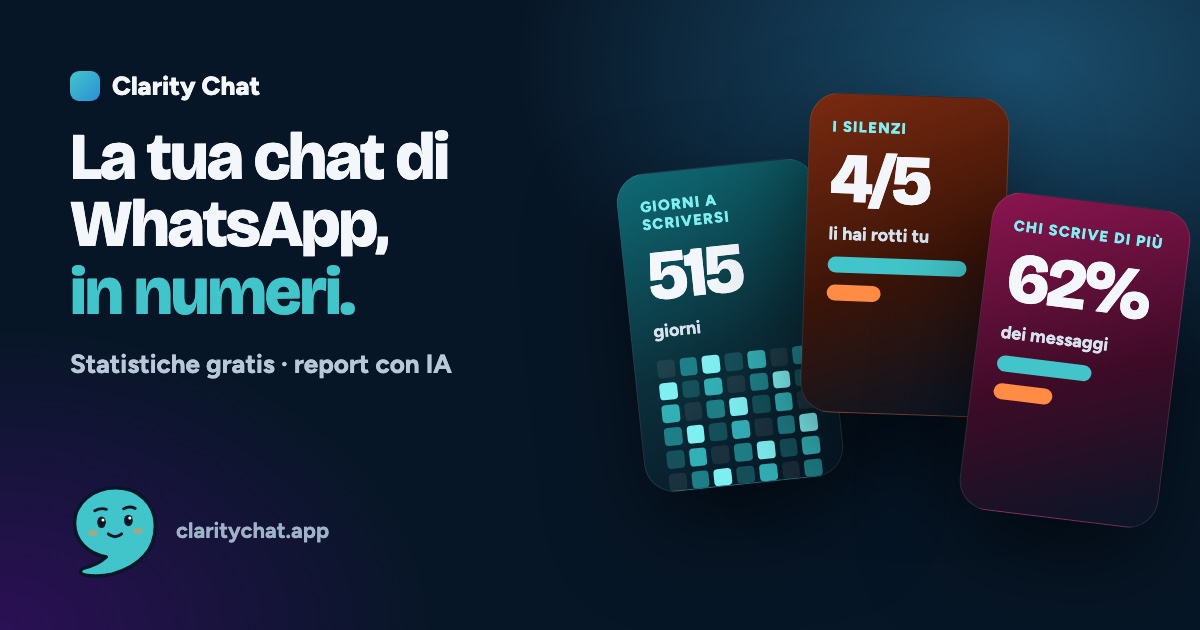 Clarity Chat
La tua chat di
WhatsApp,
in numeri.
Statistiche gratis · report con IA
claritychat.app
GIORNI A
SCRIVERSI
515
giorni
I SILENZI
4/5
li hai rotti tu
CHI SCRIVE DI PIÙ
62%
dei messaggi